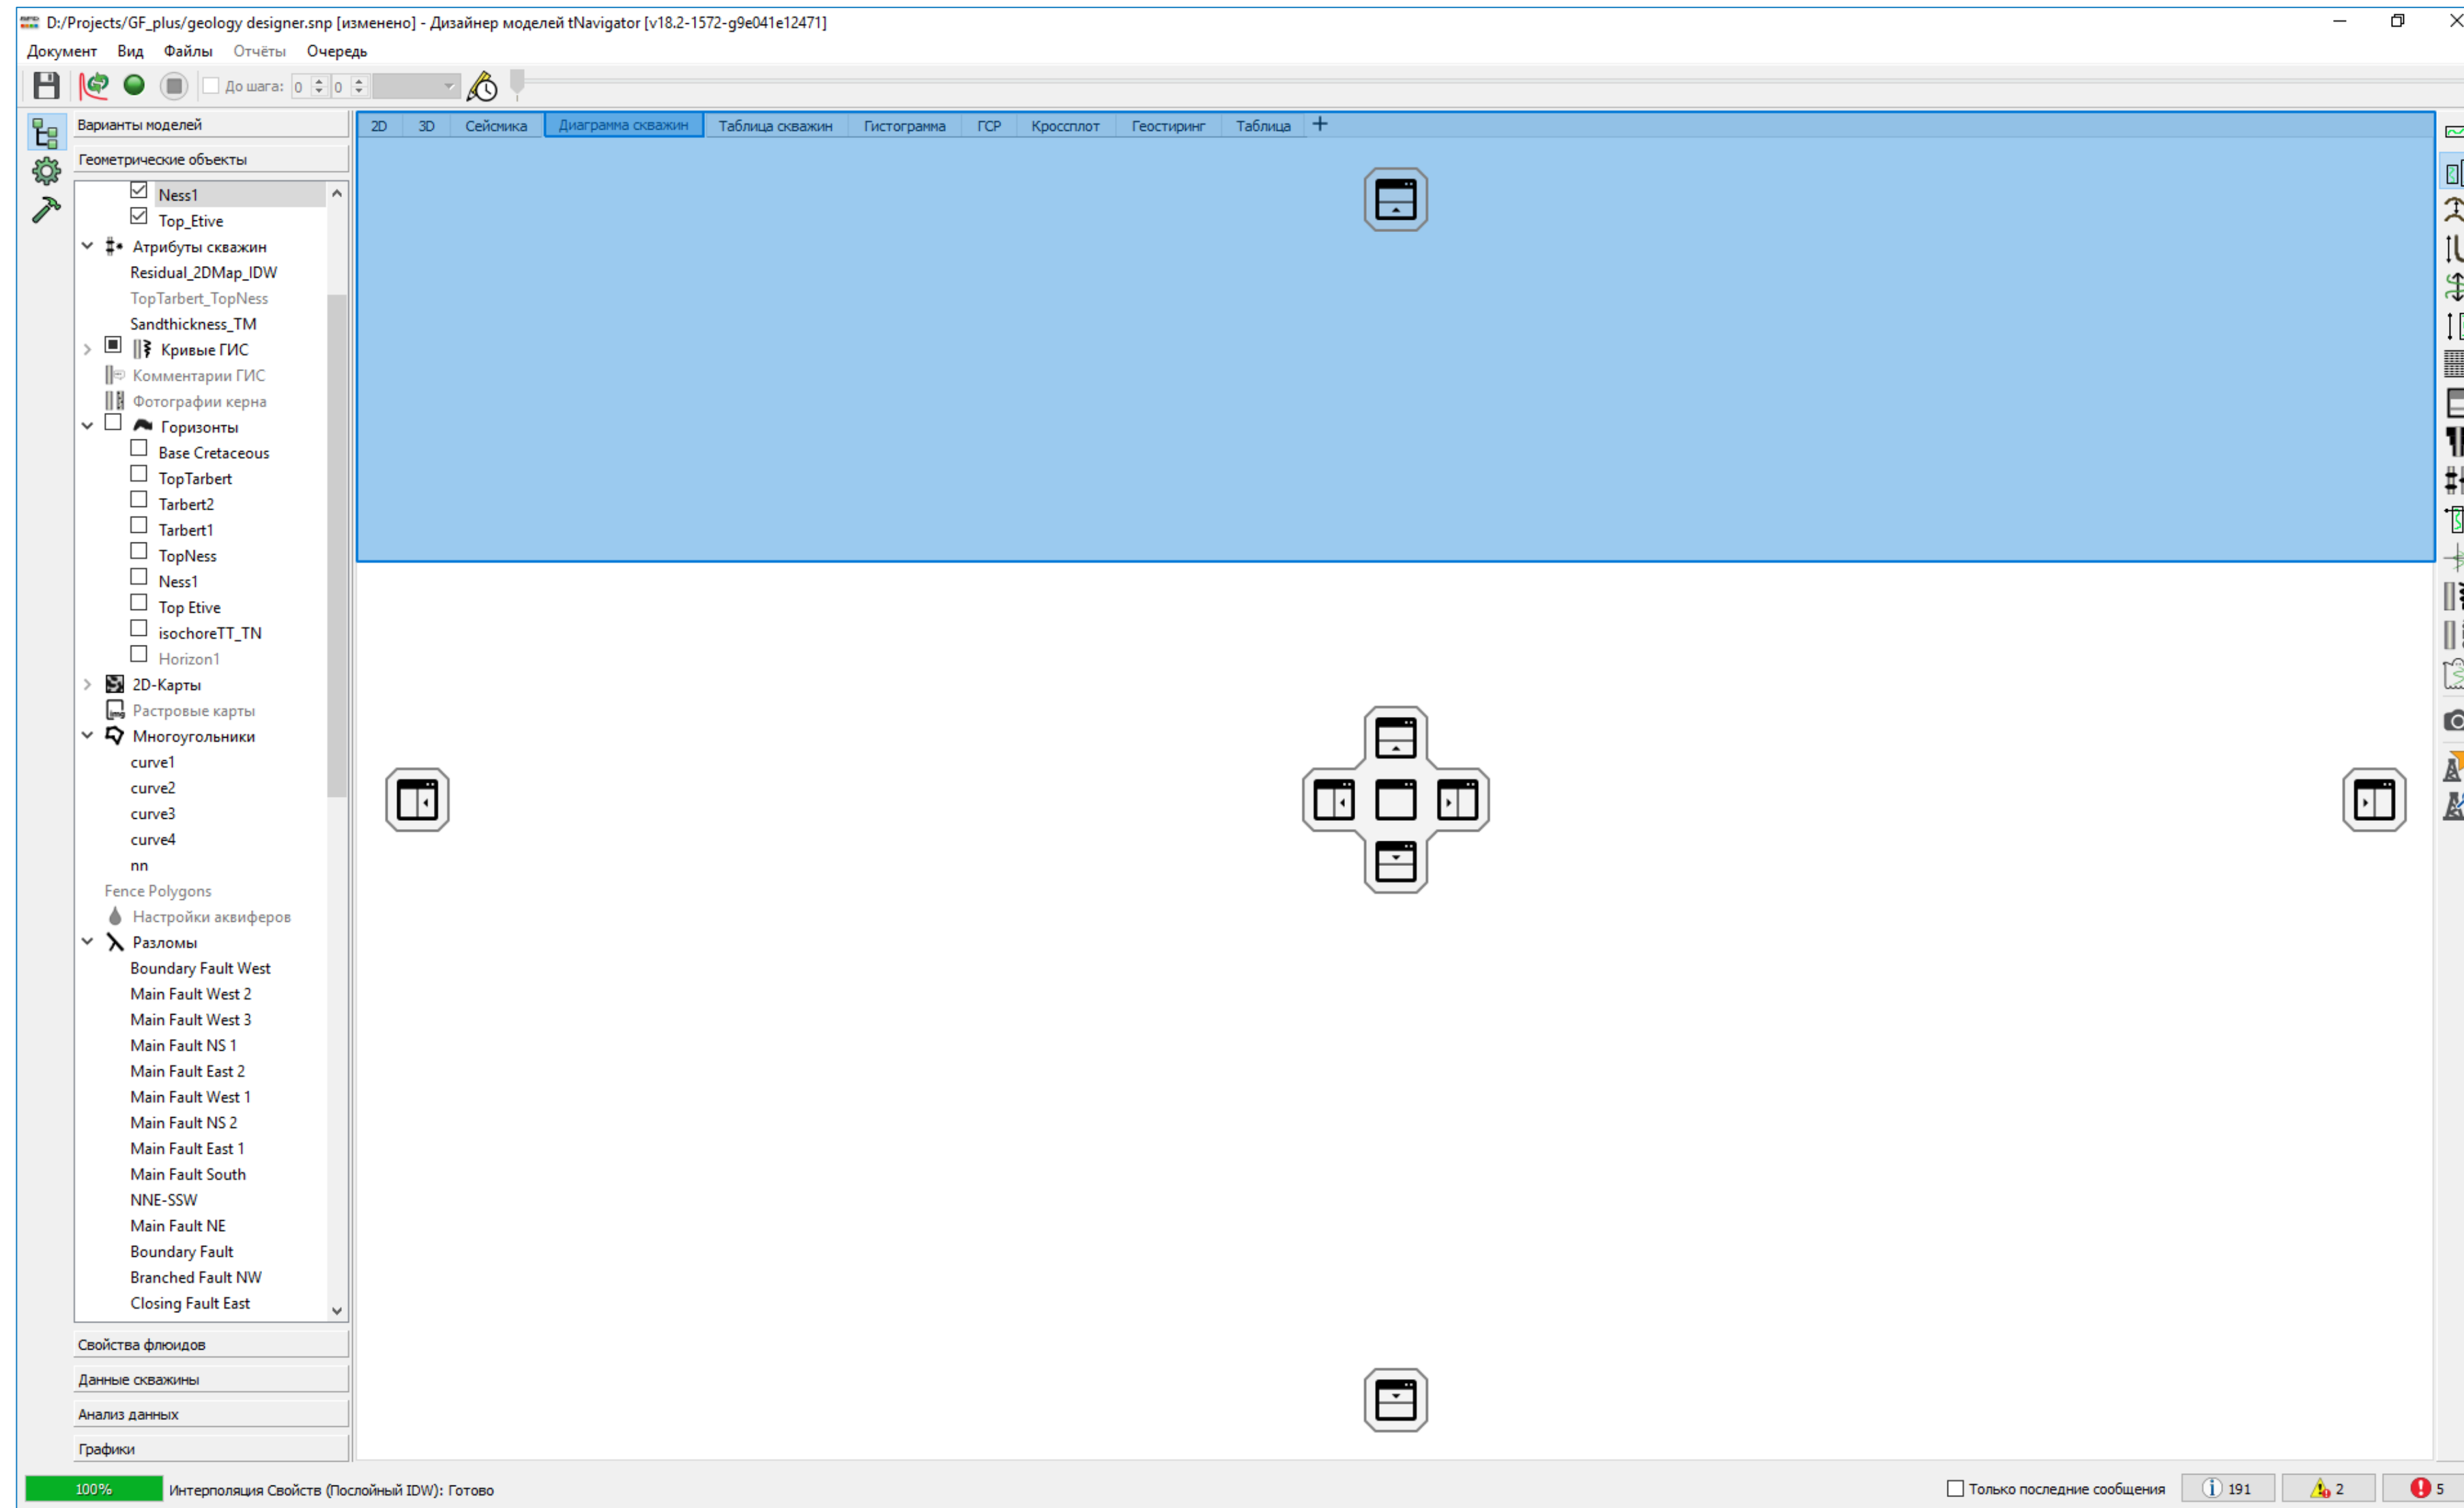 D:/Projects/GF_plus/geology designer.snp [изменено] - Дизайнер моделей tNavigator [v18.2-1572-g9e041e12471]
Документ Вид Файлы Отчёты Очередь
До шага: 0 0
Варианты моделей
Геометрические объекты
2D 3D Сейсмика Диаграмма скважин Таблица скважин Гистограмма ГСР Кроссплот Геостиринг Таблица +
Ness1
Top_Etive
Атрибуты скважин
Residual_2DMap_IDW
TopTarbert_TopNess
Sandthickness_TM
Кривые ГИС
Комментарии ГИС
Фотографии керна
Горизонты
Base Cretaceous
TopTarbert
Tarbert2
Tarbert1
TopNess
Ness1
Top Etive
isochoreTT_TN
Horizon1
2D-Карты
img Растровые карты
Многоугольники
curve1
curve2
curve3
curve4
nn
Fence Polygons
Настройки аквиферов
Разломы
Boundary Fault West
Main Fault West 2
Main Fault West 3
Main Fault NS 1
Main Fault East 2
Main Fault West 1
Main Fault NS 2
Main Fault East 1
Main Fault South
NNE-SSW
Main Fault NE
Boundary Fault
Branched Fault NW
Closing Fault East
Свойства флюидов
Данные скважины
Анализ данных
Графики
100% Интерполяция Свойств (Послойный IDW): Готово
Только последние сообщения 191 2 5